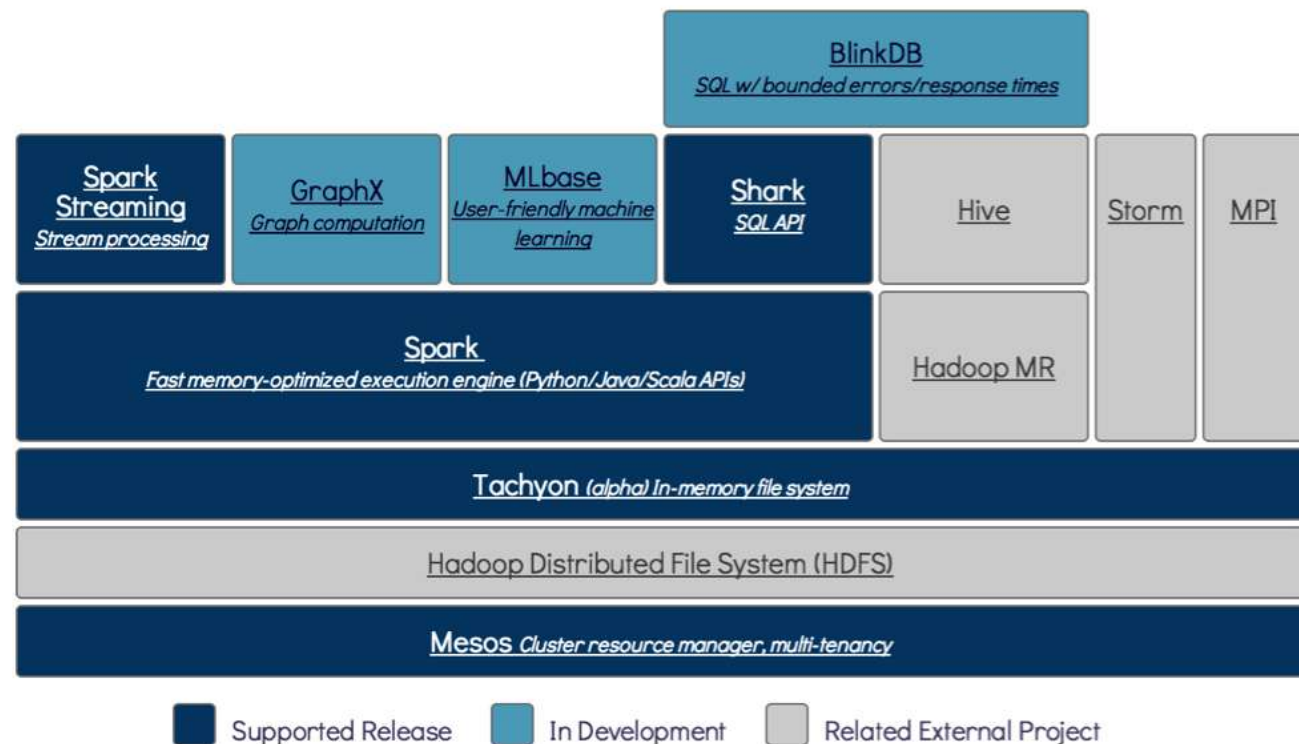 BlinkDB
SQL w/ bounded errors/response times
Spark
Streaming
Stream processing
GraphX
Graph computation
MLbase
User-friendly machine
learning
Shark
SQL API
Hive
Storm
MPI
Spark
Fast memory-optimized execution engine (Python/Java/Scala APIs)
Hadoop MR
Tachyon (alpha) In-memory file system
Hadoop Distributed File System (HDFS)
Mesos Cluster resource manager, multi-tenancy
Supported Release
In Development
Related External Project